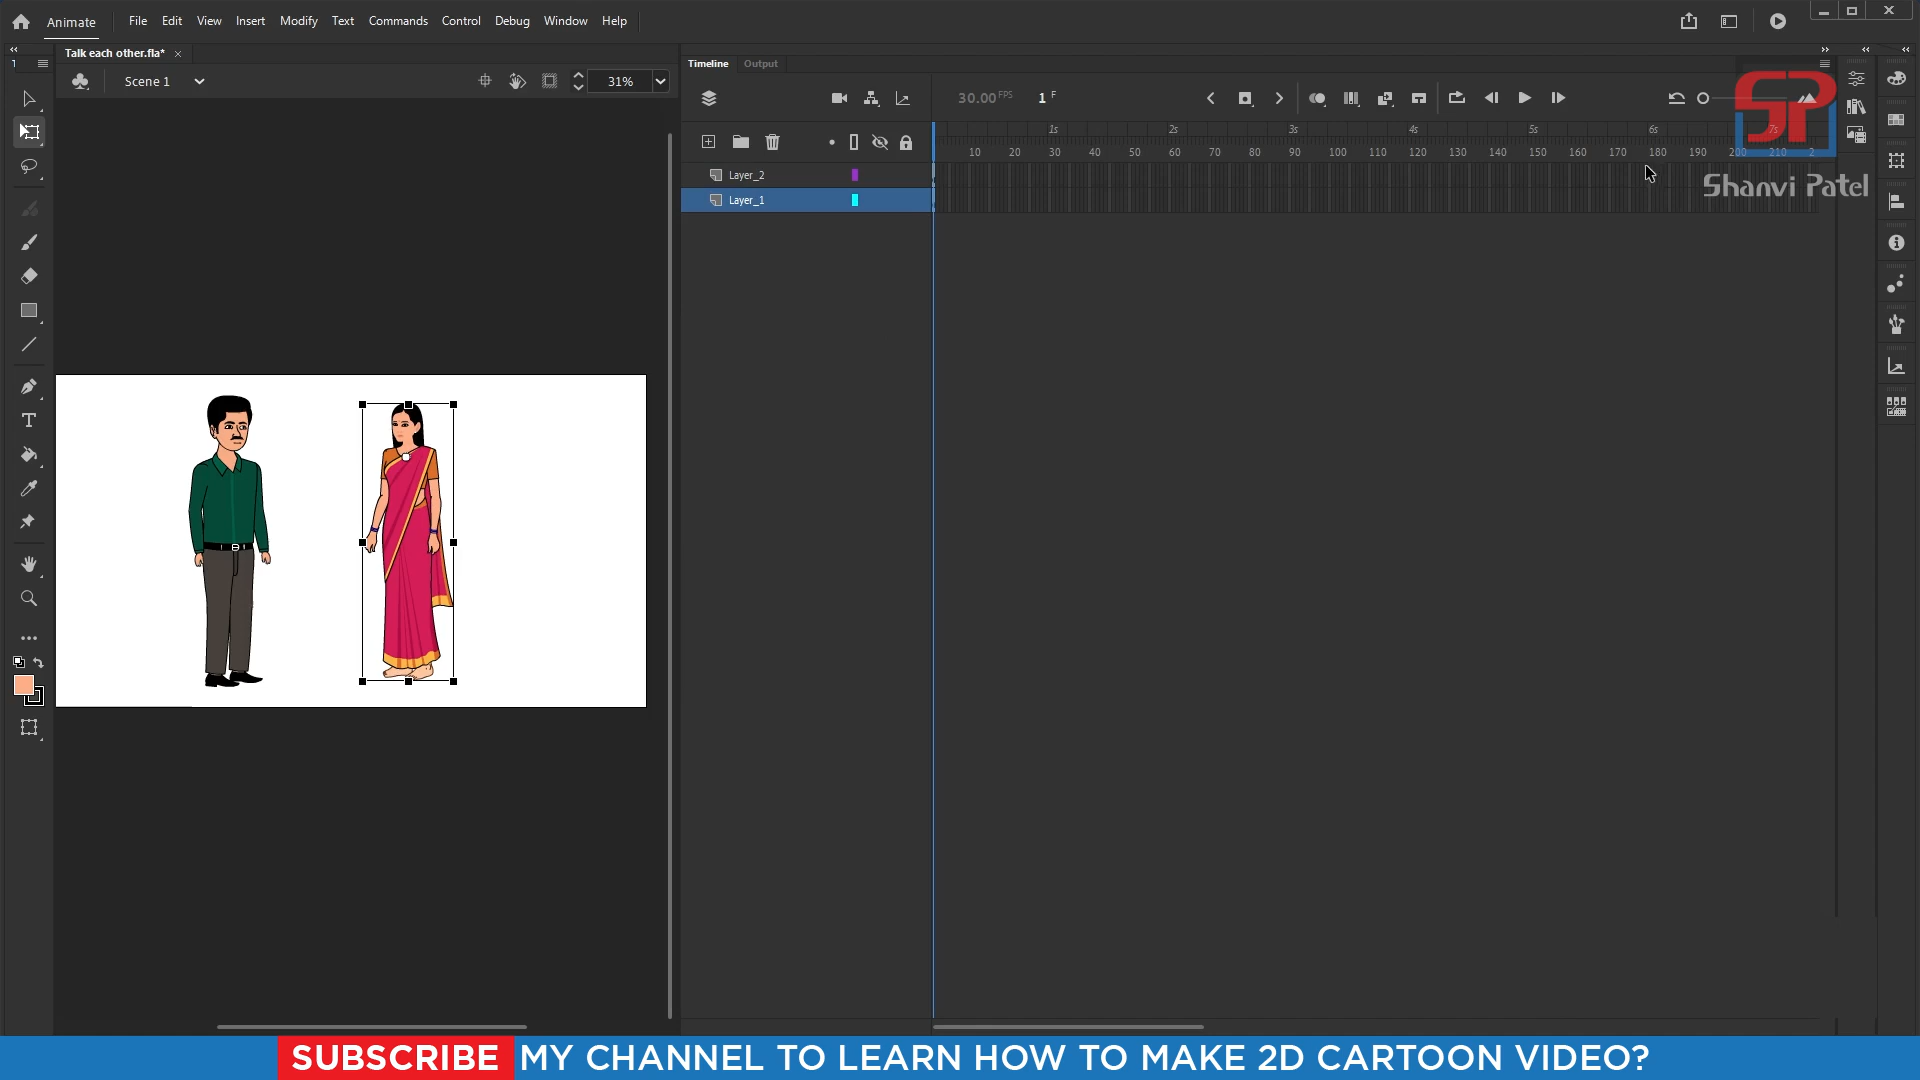 Animate File Edit View Insert Modify Text Commands Control Debug Window Help
Talk each other.fla* ×
Timeline Output
Scene 1
31%
30.00 FPS 1 F
1s 2s 3s 4s 5s 6s 7s
10 20 30 40 50 60 70 80 90 100 110 120 130 140 150 160 170 180 190 200 210 2
Layer_2
Layer_1
SP
Shanvi Patel
SUBSCRIBE MY CHANNEL TO LEARN HOW TO MAKE 2D CARTOON VIDEO?